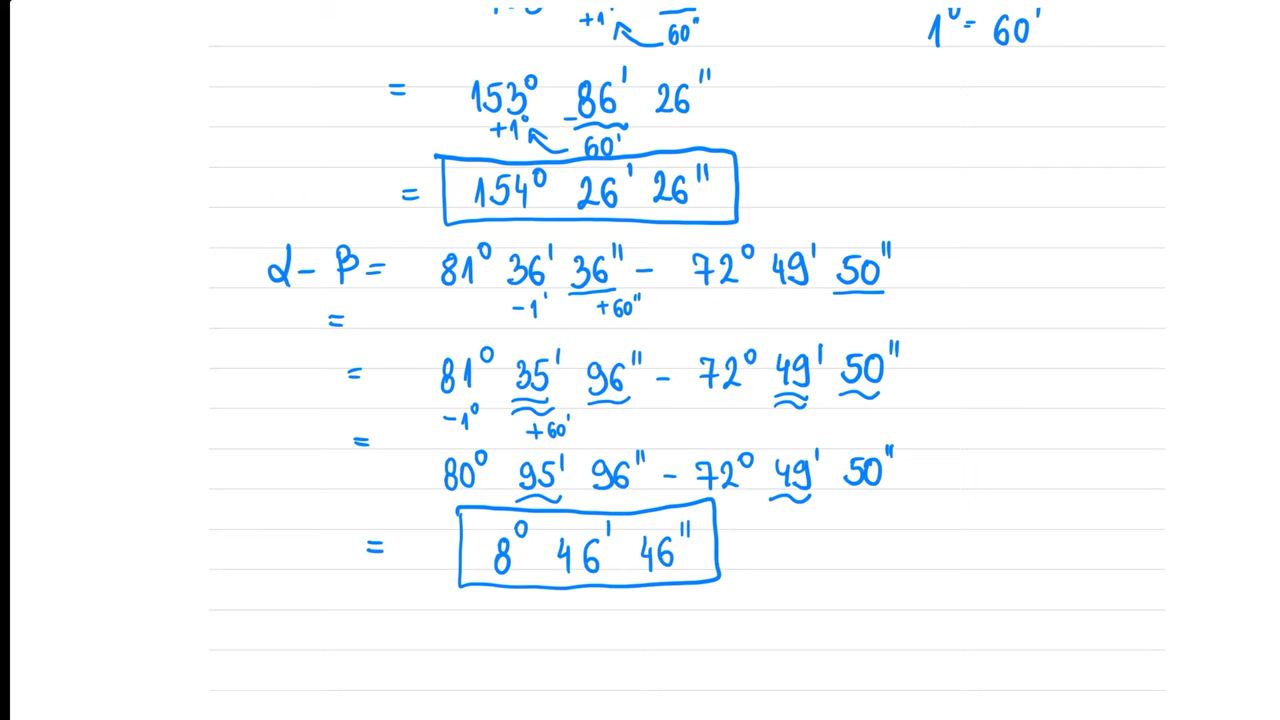 +1' 60" 1° = 60'
= 153° 86' 26"
+1° - 60'
= 154° 26' 26"
α - β = 81° 36' 36" - 72° 49' 50"
-1' +60"
=
= 81° 35' 96" - 72° 49' 50"
-1° +60'
=
80° 95' 96" - 72° 49' 50"
= 8° 46' 46"